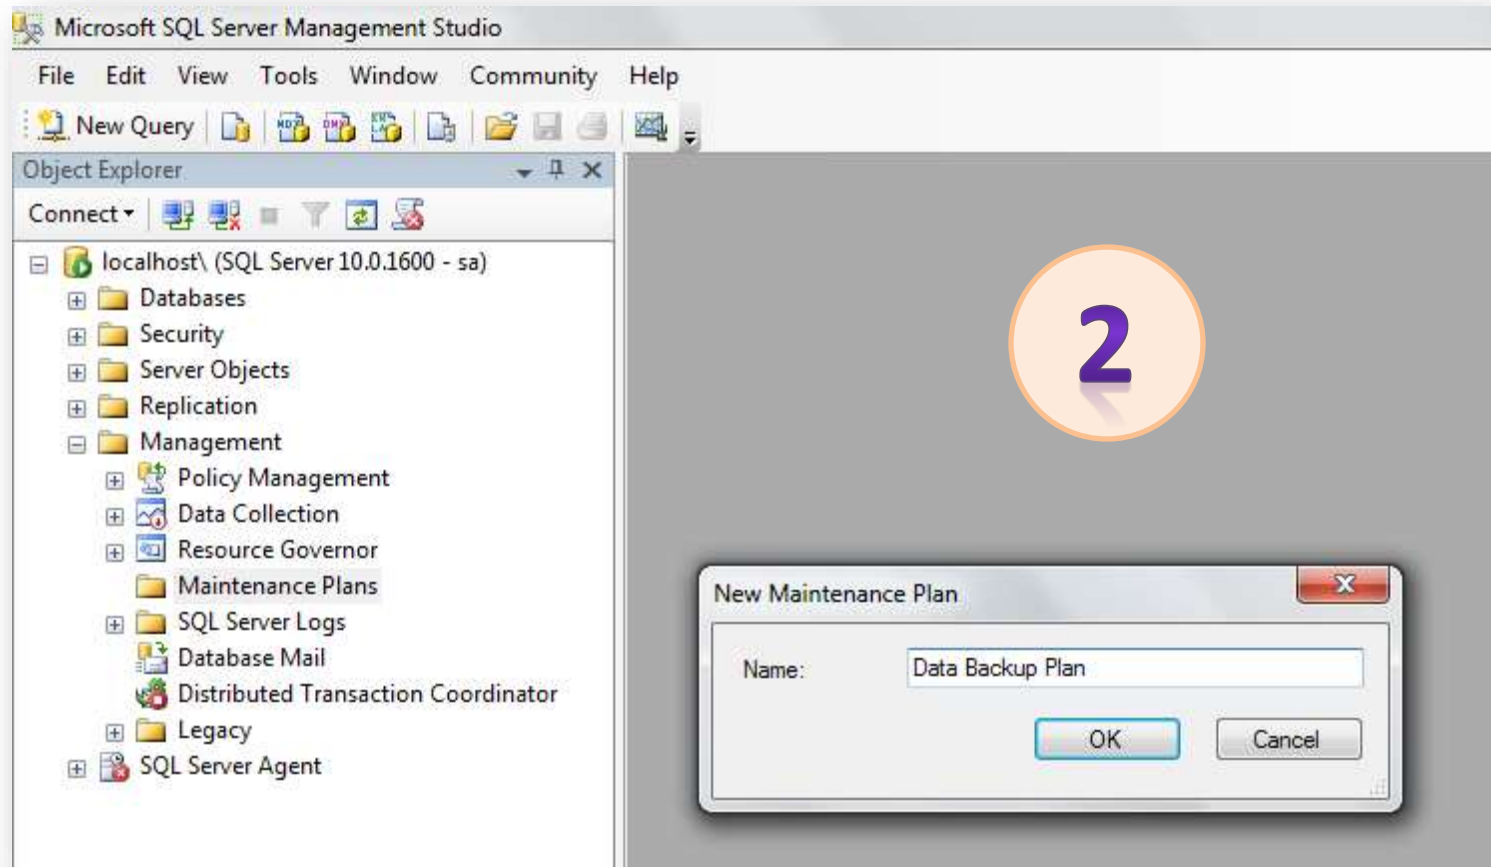 Microsoft SQL Server Management Studio
File Edit View Tools Window Community Help
New Query
Object Explorer
Connect
localhost\ (SQL Server 10.0.1600 - sa)
Databases
Security
Server Objects
Replication
Management
Policy Management
Data Collection
Resource Governor
Maintenance Plans
SQL Server Logs
Database Mail
Distributed Transaction Coordinator
Legacy
SQL Server Agent
2
New Maintenance Plan
Name: Data Backup Plan
OK Cancel